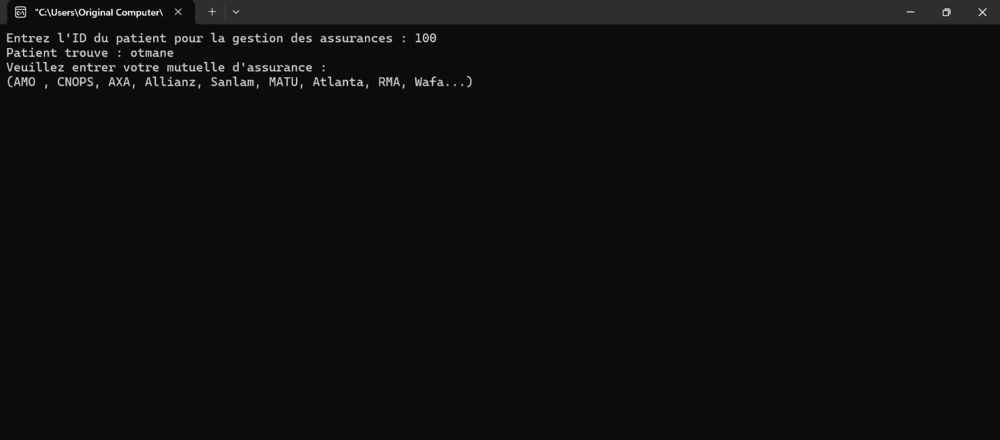 "C:\Users\Original Computer\
Entrez l'ID du patient pour la gestion des assurances : 100
Patient trouve : otmane
Veuillez entrer votre mutuelle d'assurance :
(AMO , CNOPS, AXA, Allianz, Sanlam, MATU, Atlanta, RMA, Wafa...)